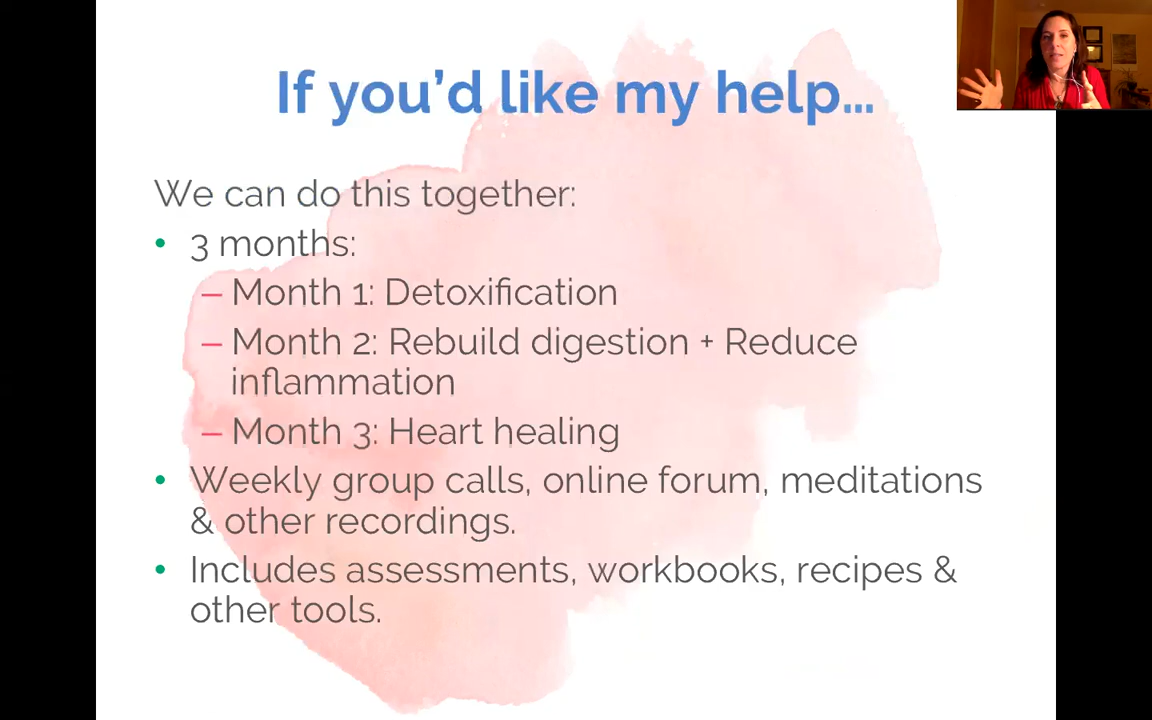 If you'd like my help...
We can do this together:
• 3 months:
– Month 1: Detoxification
– Month 2: Rebuild digestion + Reduce
inflammation
– Month 3: Heart healing
• Weekly group calls, online forum, meditations
& other recordings.
• Includes assessments, workbooks, recipes &
other tools.